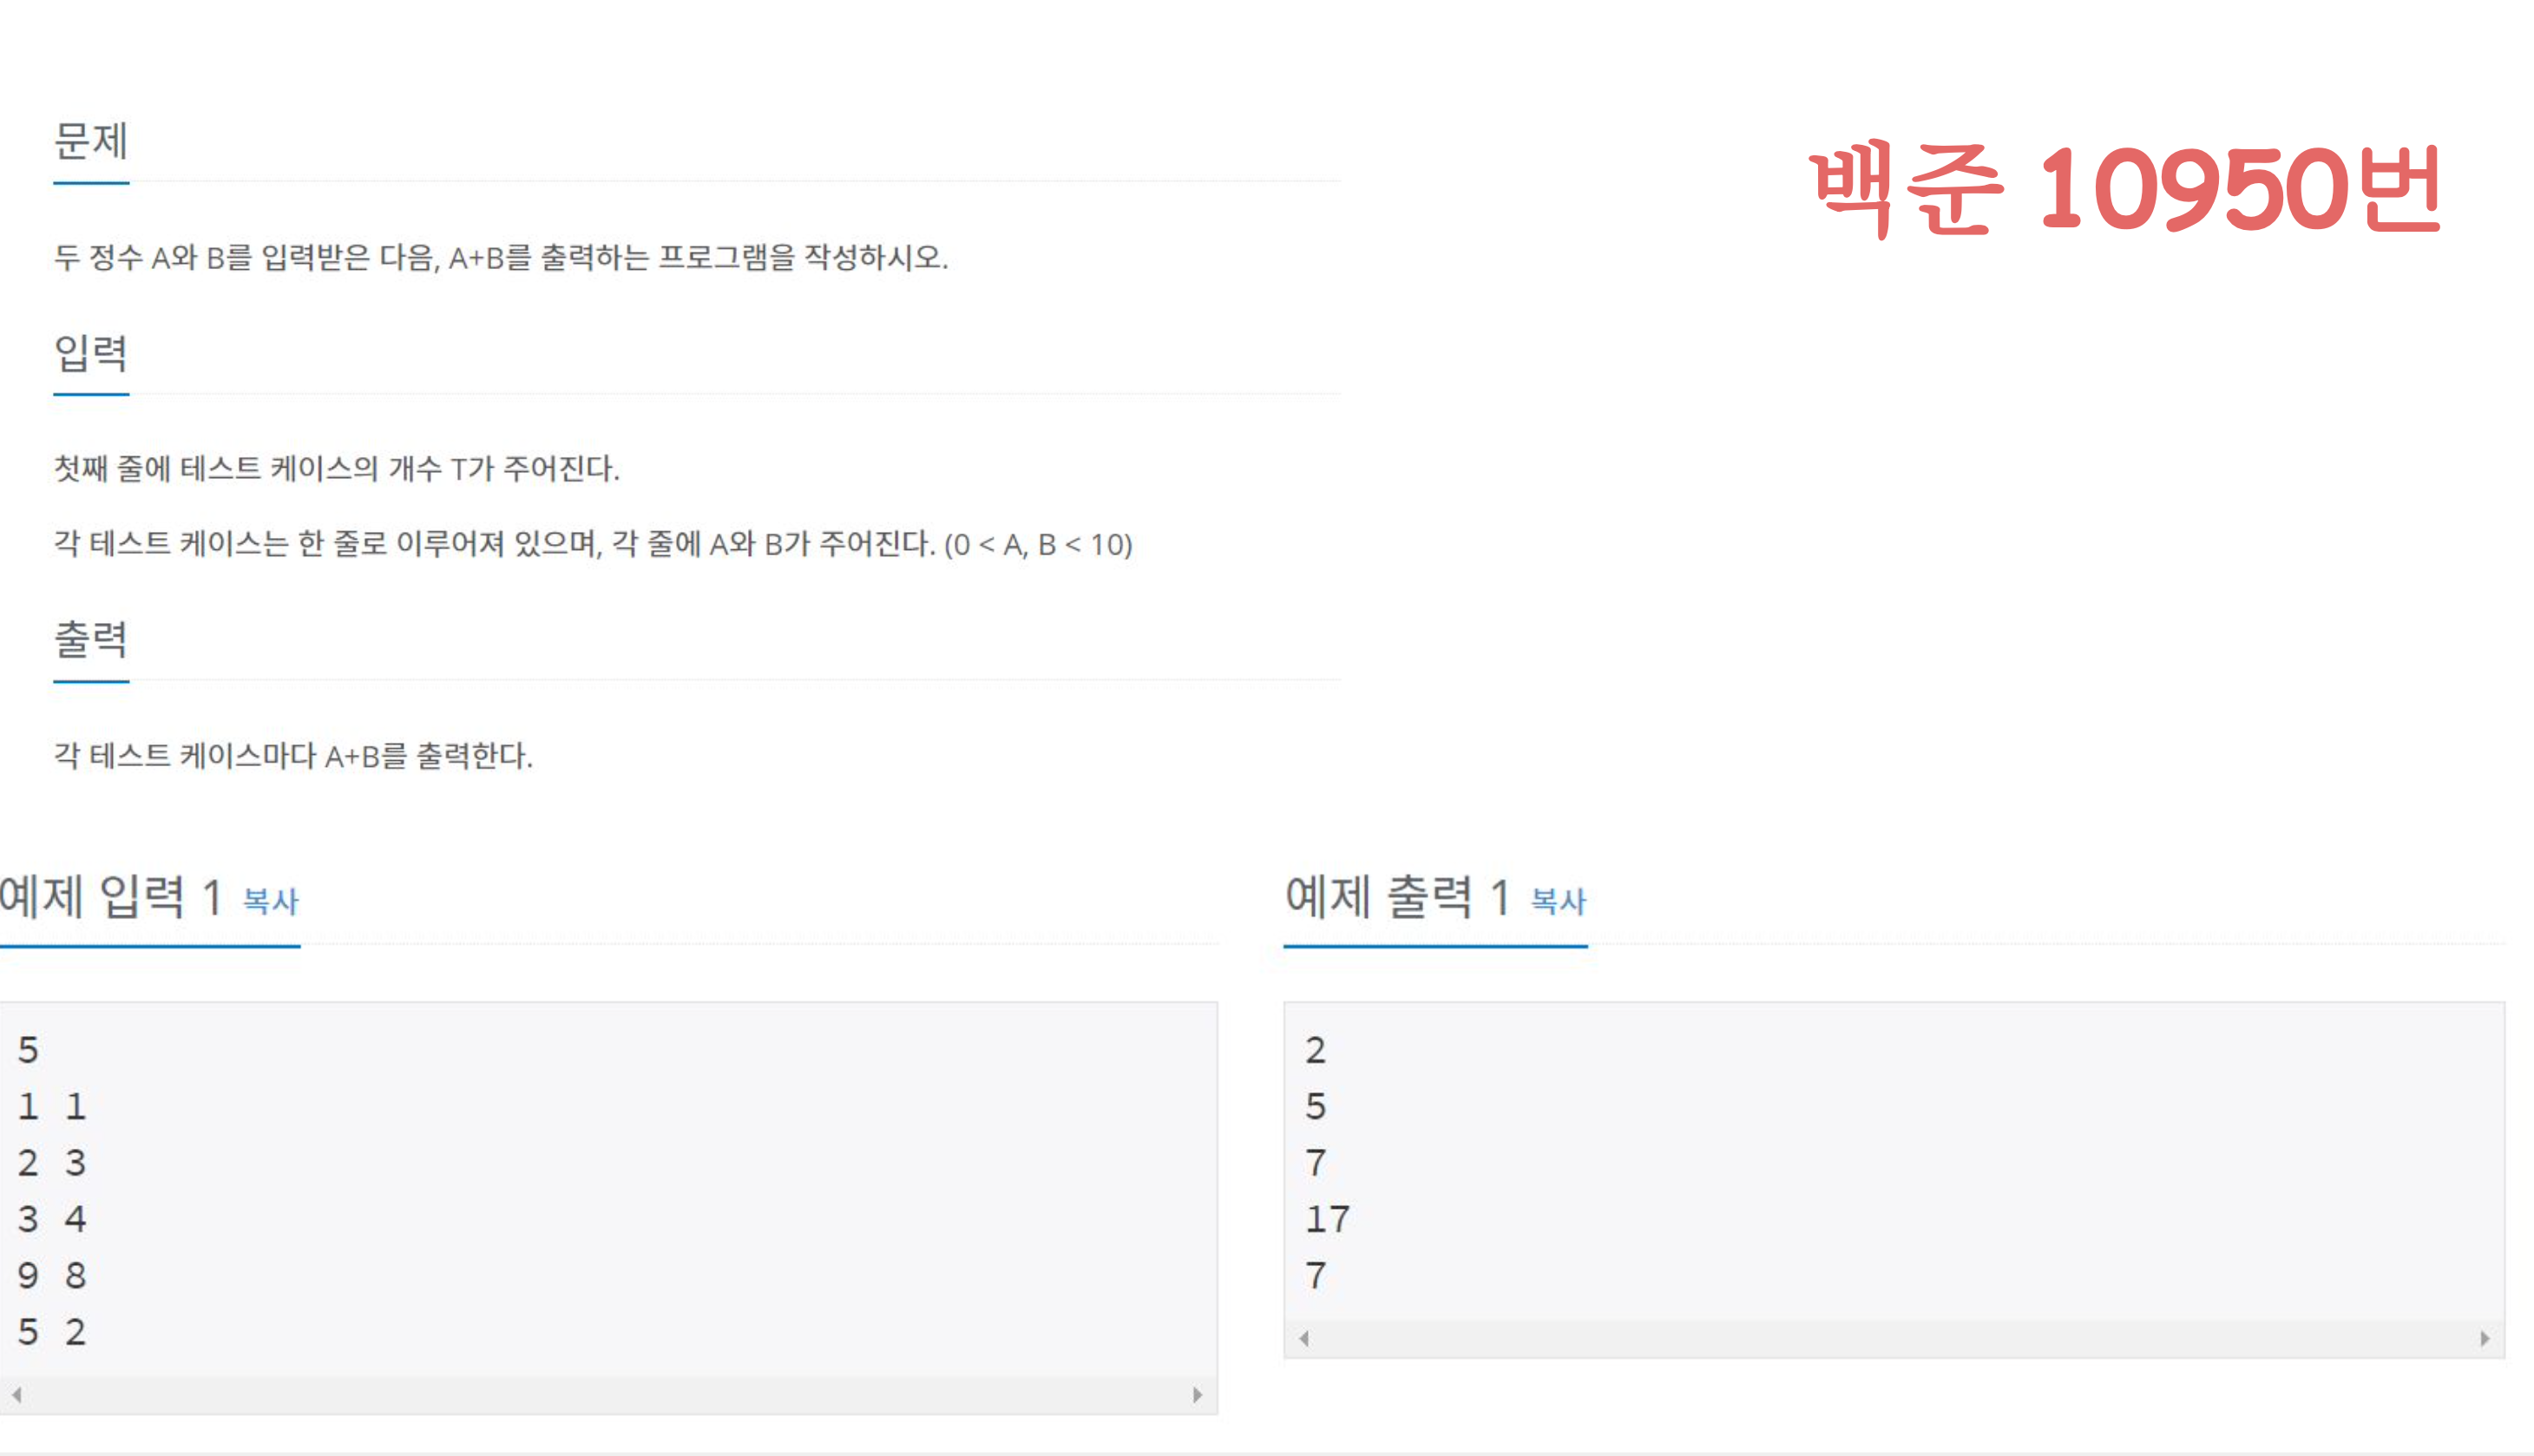 백준 10950번
문제
두 정수 A와 B를 입력받은 다음, A+B를 출력하는 프로그램을 작성하시오.
입력
첫째 줄에 테스트 케이스의 개수 T가 주어진다.
각 테스트 케이스는 한 줄로 이루어져 있으며, 각 줄에 A와 B가 주어진다. (0 < A, B < 10)
출력
각 테스트 케이스마다 A+B를 출력한다.
예제 입력 1 복사
5
1 1
2 3
3 4
9 8
5 2
예제 출력 1 복사
2
5
7
17
7